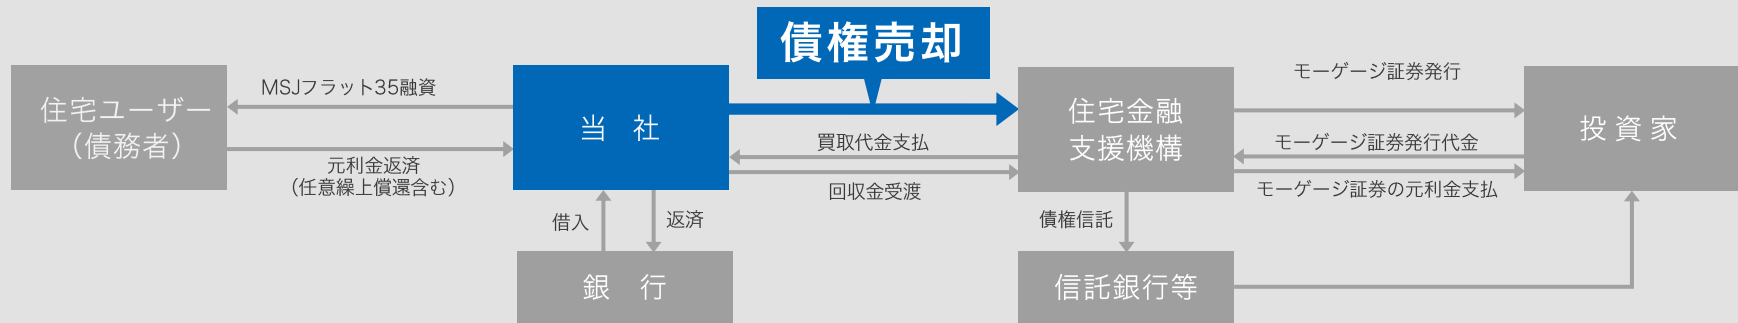 債権売却
住宅ユーザー
（債務者）
MSJフラット35融資
元利金返済
（任意繰上償還含む）
当 社
買取代金支払
回収金受渡
住宅金融
支援機構
モーゲージ証券発行
モーゲージ証券発行代金
モーゲージ証券の元利金支払
投資家
借入
返済
債権信託
銀 行
信託銀行等